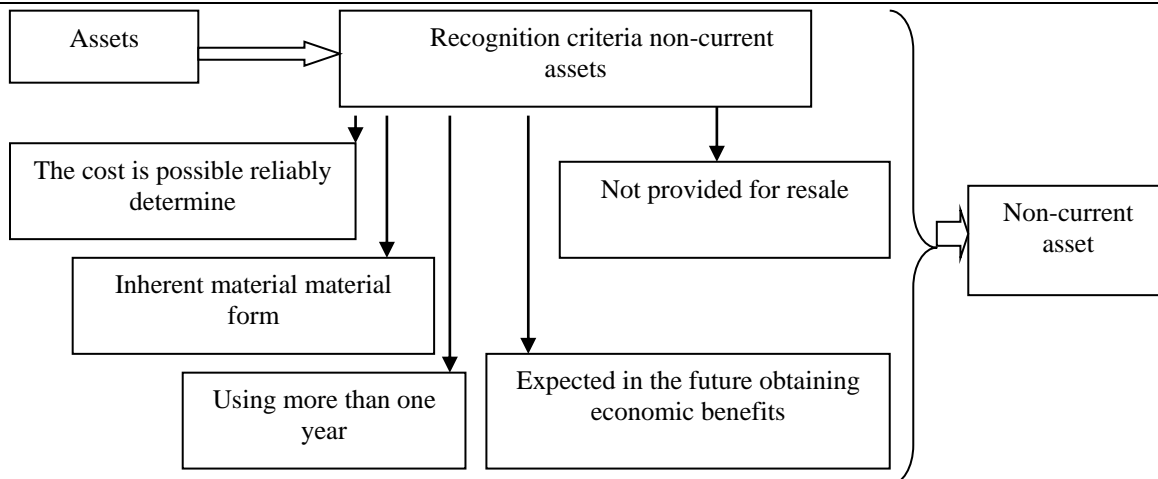 Assets
Recognition criteria non-current
assets
The cost is possible reliably
determine
Not provided for resale
Non-current
asset
Inherent material material
form
Using more than one
year
Expected in the future obtaining
economic benefits